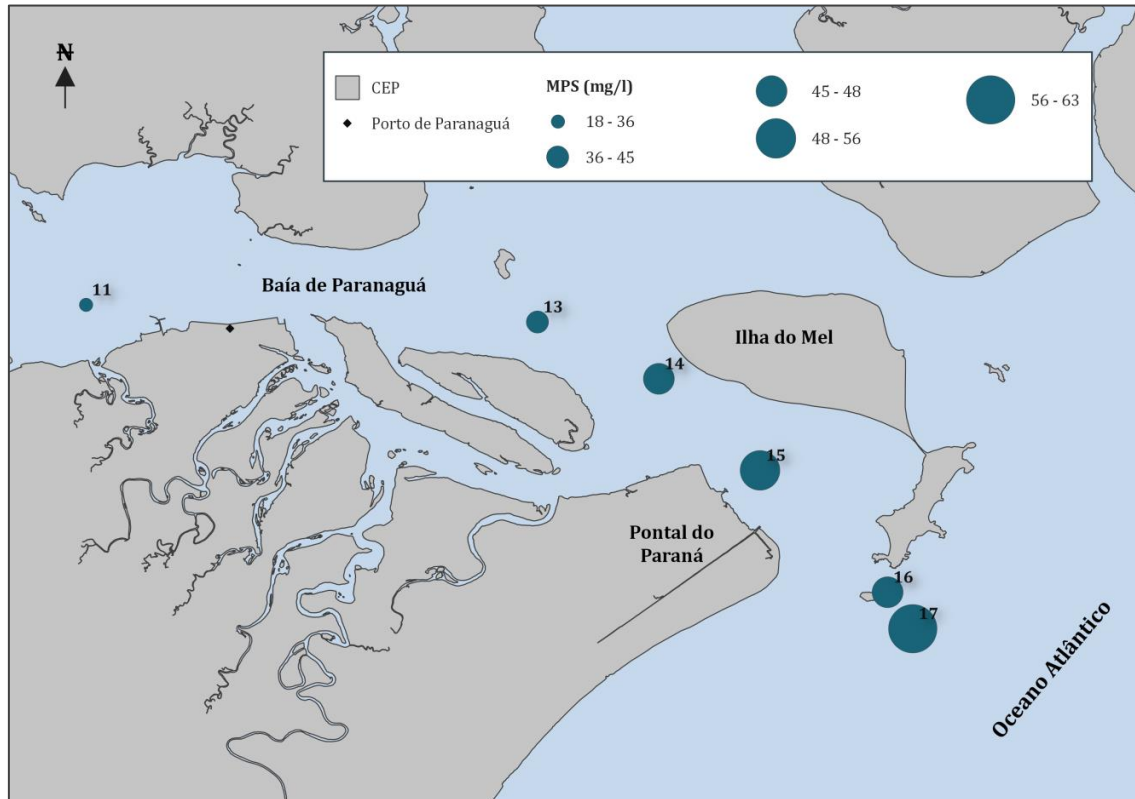 N
CEP
Porto de Paranaguá
MPS (mg/l)
18 - 36
36 - 45
45 - 48
48 - 56
56 - 63
11
Baía de Paranaguá
13
Ilha do Mel
14
15
Pontal do
Paraná
16
17
Oceano Atlântico